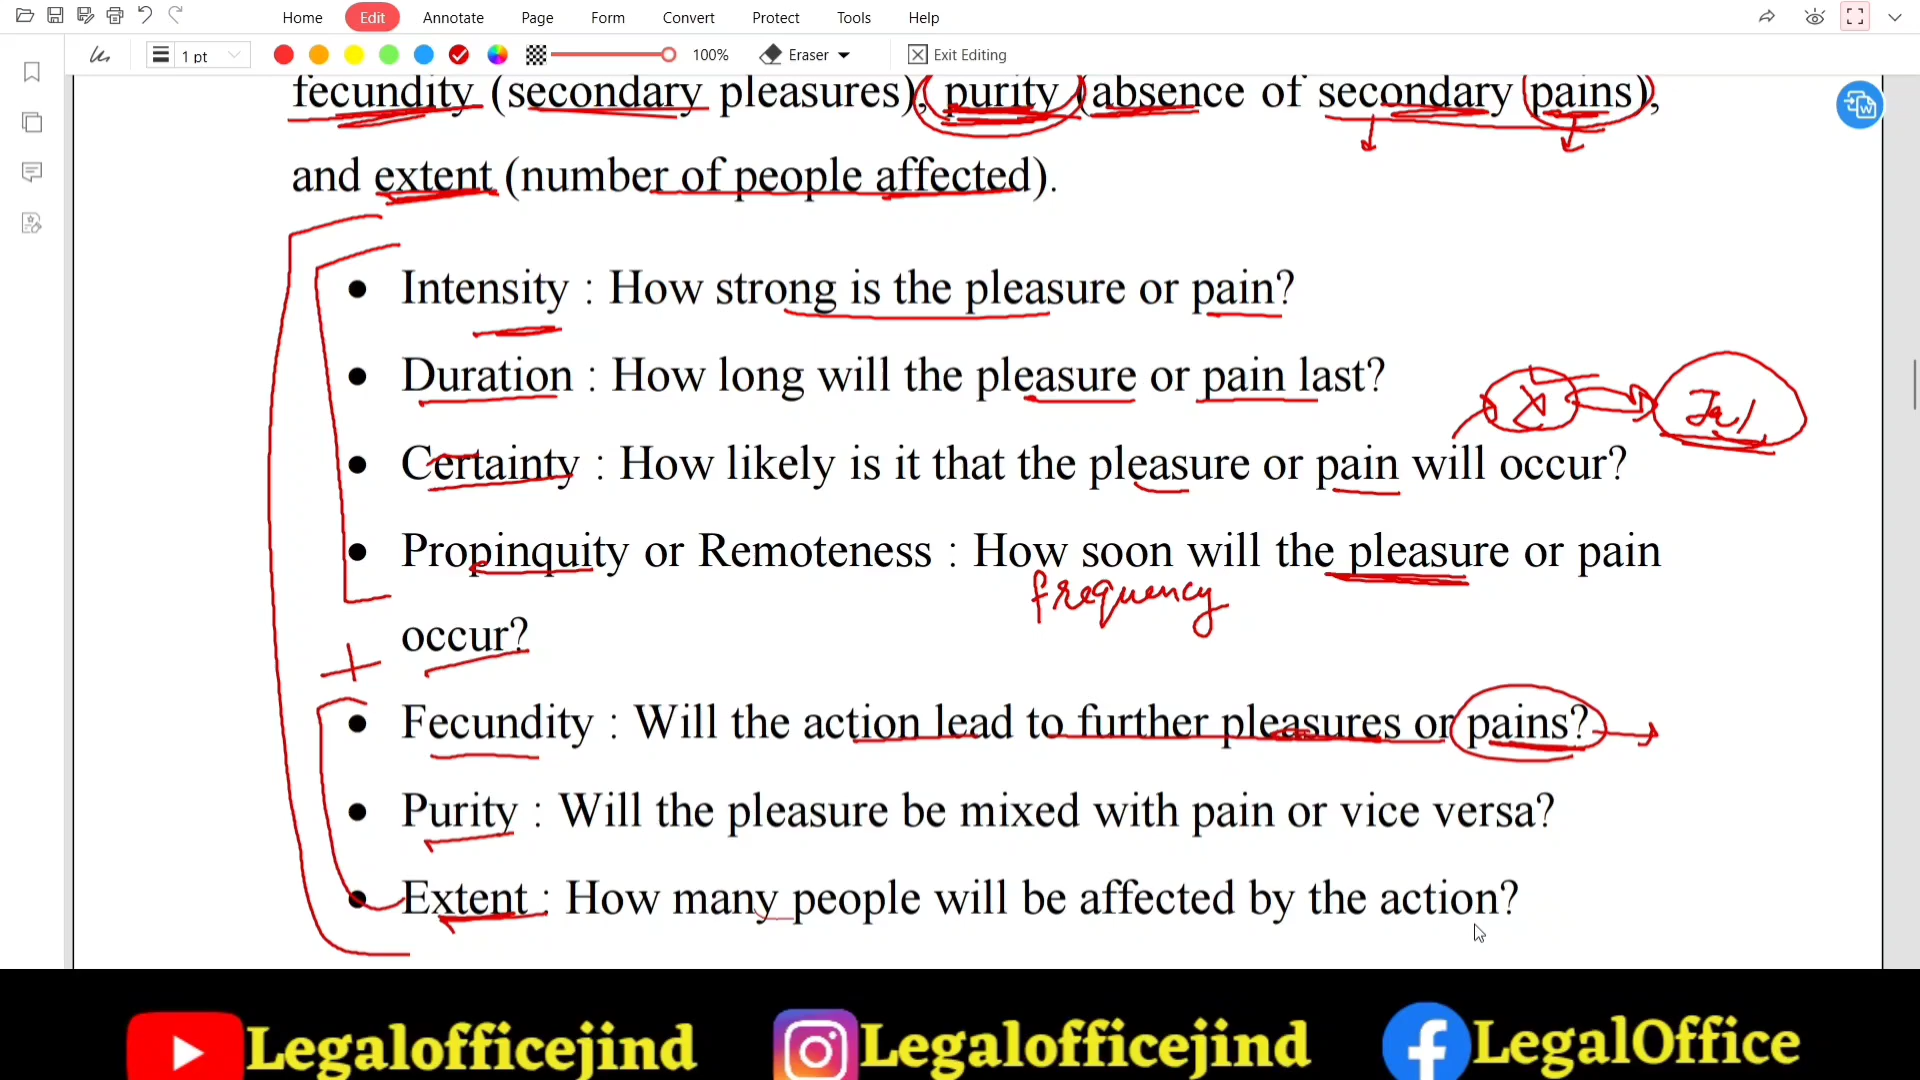 Home Edit Annotate Page Form Convert Protect Tools Help
1 pt 100% Eraser Exit Editing
fecundity (secondary pleasures), purity (absence of secondary pains),
and extent (number of people affected).
• Intensity : How strong is the pleasure or pain?
• Duration : How long will the pleasure or pain last?
• Certainty : How likely is it that the pleasure or pain will occur?
• Propinquity or Remoteness : How soon will the pleasure or pain
frequency
occur?
• Fecundity : Will the action lead to further pleasures or pains?
• Purity : Will the pleasure be mixed with pain or vice versa?
• Extent : How many people will be affected by the action?
Legalofficejind Legalofficejind LegalOffice